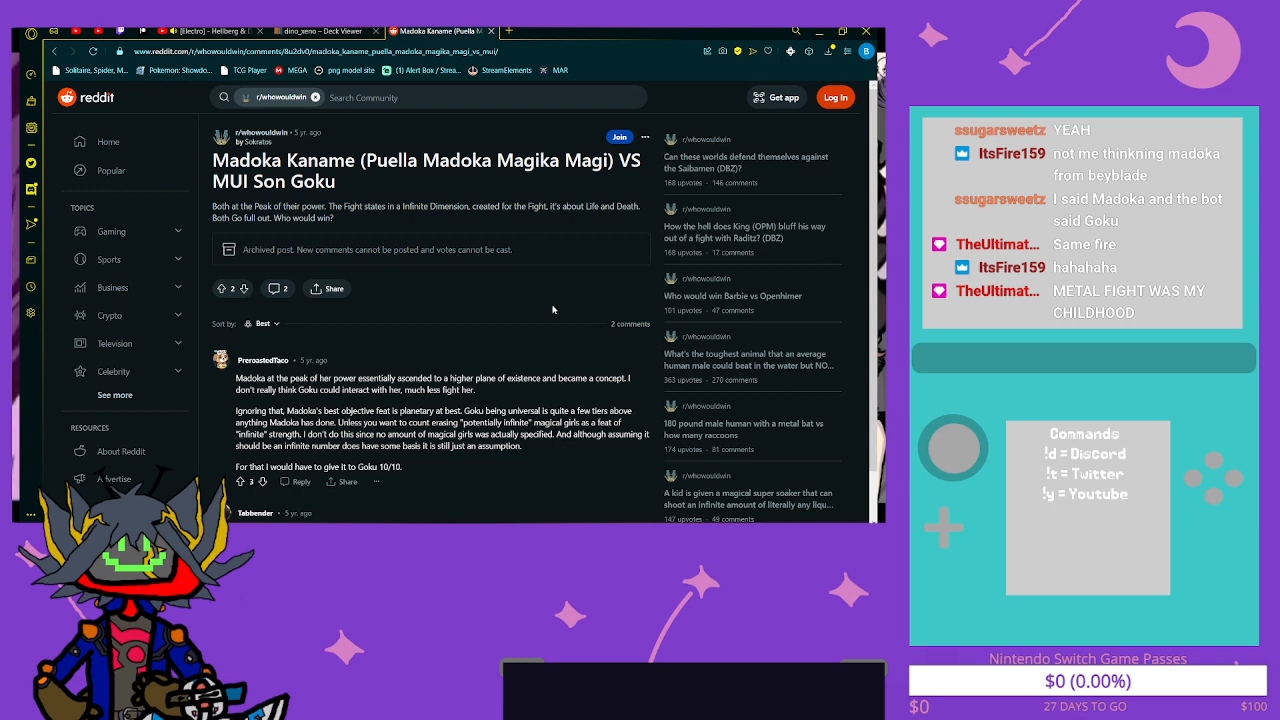 [Electro] - Hellberg &
dino_xeno – Deck Viewer
Madoka Kaname (Puella M
www.reddit.com/r/whowouldwin/comments/8u2dv0/madoka_kaname_puella_madoka_magika_magi_vs_mui/
Solitaire, Spider, M...
Pokemon: Showdo...
TCG Player
MEGA
png model site
(1) Alert Box / Strea...
StreamElements
MAR
reddit
r/whowouldwin
Search Community
Get app
Log In
Home
Popular
TOPICS
Gaming
Sports
Business
Crypto
Television
Celebrity
See more
RESOURCES
About Reddit
Advertise
r/whowouldwin • 5 yr. ago
by Sokratos
Join
Madoka Kaname (Puella Madoka Magika Magi) VS
MUI Son Goku
Both at the Peak of their power. The Fight states in a Infinite Dimension, created for the Fight, it's about Life and Death.
Both Go full out. Who would win?
Archived post. New comments cannot be posted and votes cannot be cast.
2
2
Share
Sort by: Best
2 comments
PreroastedTaco • 5 yr. ago
Madoka at the peak of her power essentially ascended to a higher plane of existence and became a concept. I
don't really think Goku could interact with her, much less fight her.
Ignoring that, Madoka's best objective feat is planetary at best. Goku being universal is quite a few tiers above
anything Madoka has done. Unless you want to count erasing "potentially infinite" magical girls as a feat of
"infinite" strength. I don't do this since no amount of magical girls was actually specified. And although assuming it
should be an infinite number does have some basis it is still just an assumption.
For that I would have to give it to Goku 10/10.
3
Reply
Share
Tabbender • 5 yr. ago
r/whowouldwin
Can these worlds defend themselves against
the Saibamen (DBZ)?
168 upvotes • 146 comments
r/whowouldwin
How the hell does King (OPM) bluff his way
out of a fight with Raditz? (DBZ)
168 upvotes • 17 comments
r/whowouldwin
Who would win Barbie vs Openhimer
101 upvotes • 47 comments
r/whowouldwin
What's the toughest animal that an average
human male could beat in the water but NO...
363 upvotes • 270 comments
r/whowouldwin
180 pound male human with a metal bat vs
how many raccoons
174 upvotes • 81 comments
r/whowouldwin
A kid is given a magical super soaker that can
shoot an infinite amount of literally any liqu...
147 upvotes • 49 comments
ssugarsweetz YEAH
ItsFire159 not me thinkning madoka
from beyblade
ssugarsweetz I said Madoka and the bot
said Goku
TheUltimat... Same fire
ItsFire159 hahahaha
TheUltimat... METAL FIGHT WAS MY
CHILDHOOD
Commands
!d = Discord
!t = Twitter
!y = Youtube
Nintendo Switch Game Passes
$0 (0.00%)
$0
27 DAYS TO GO
$100